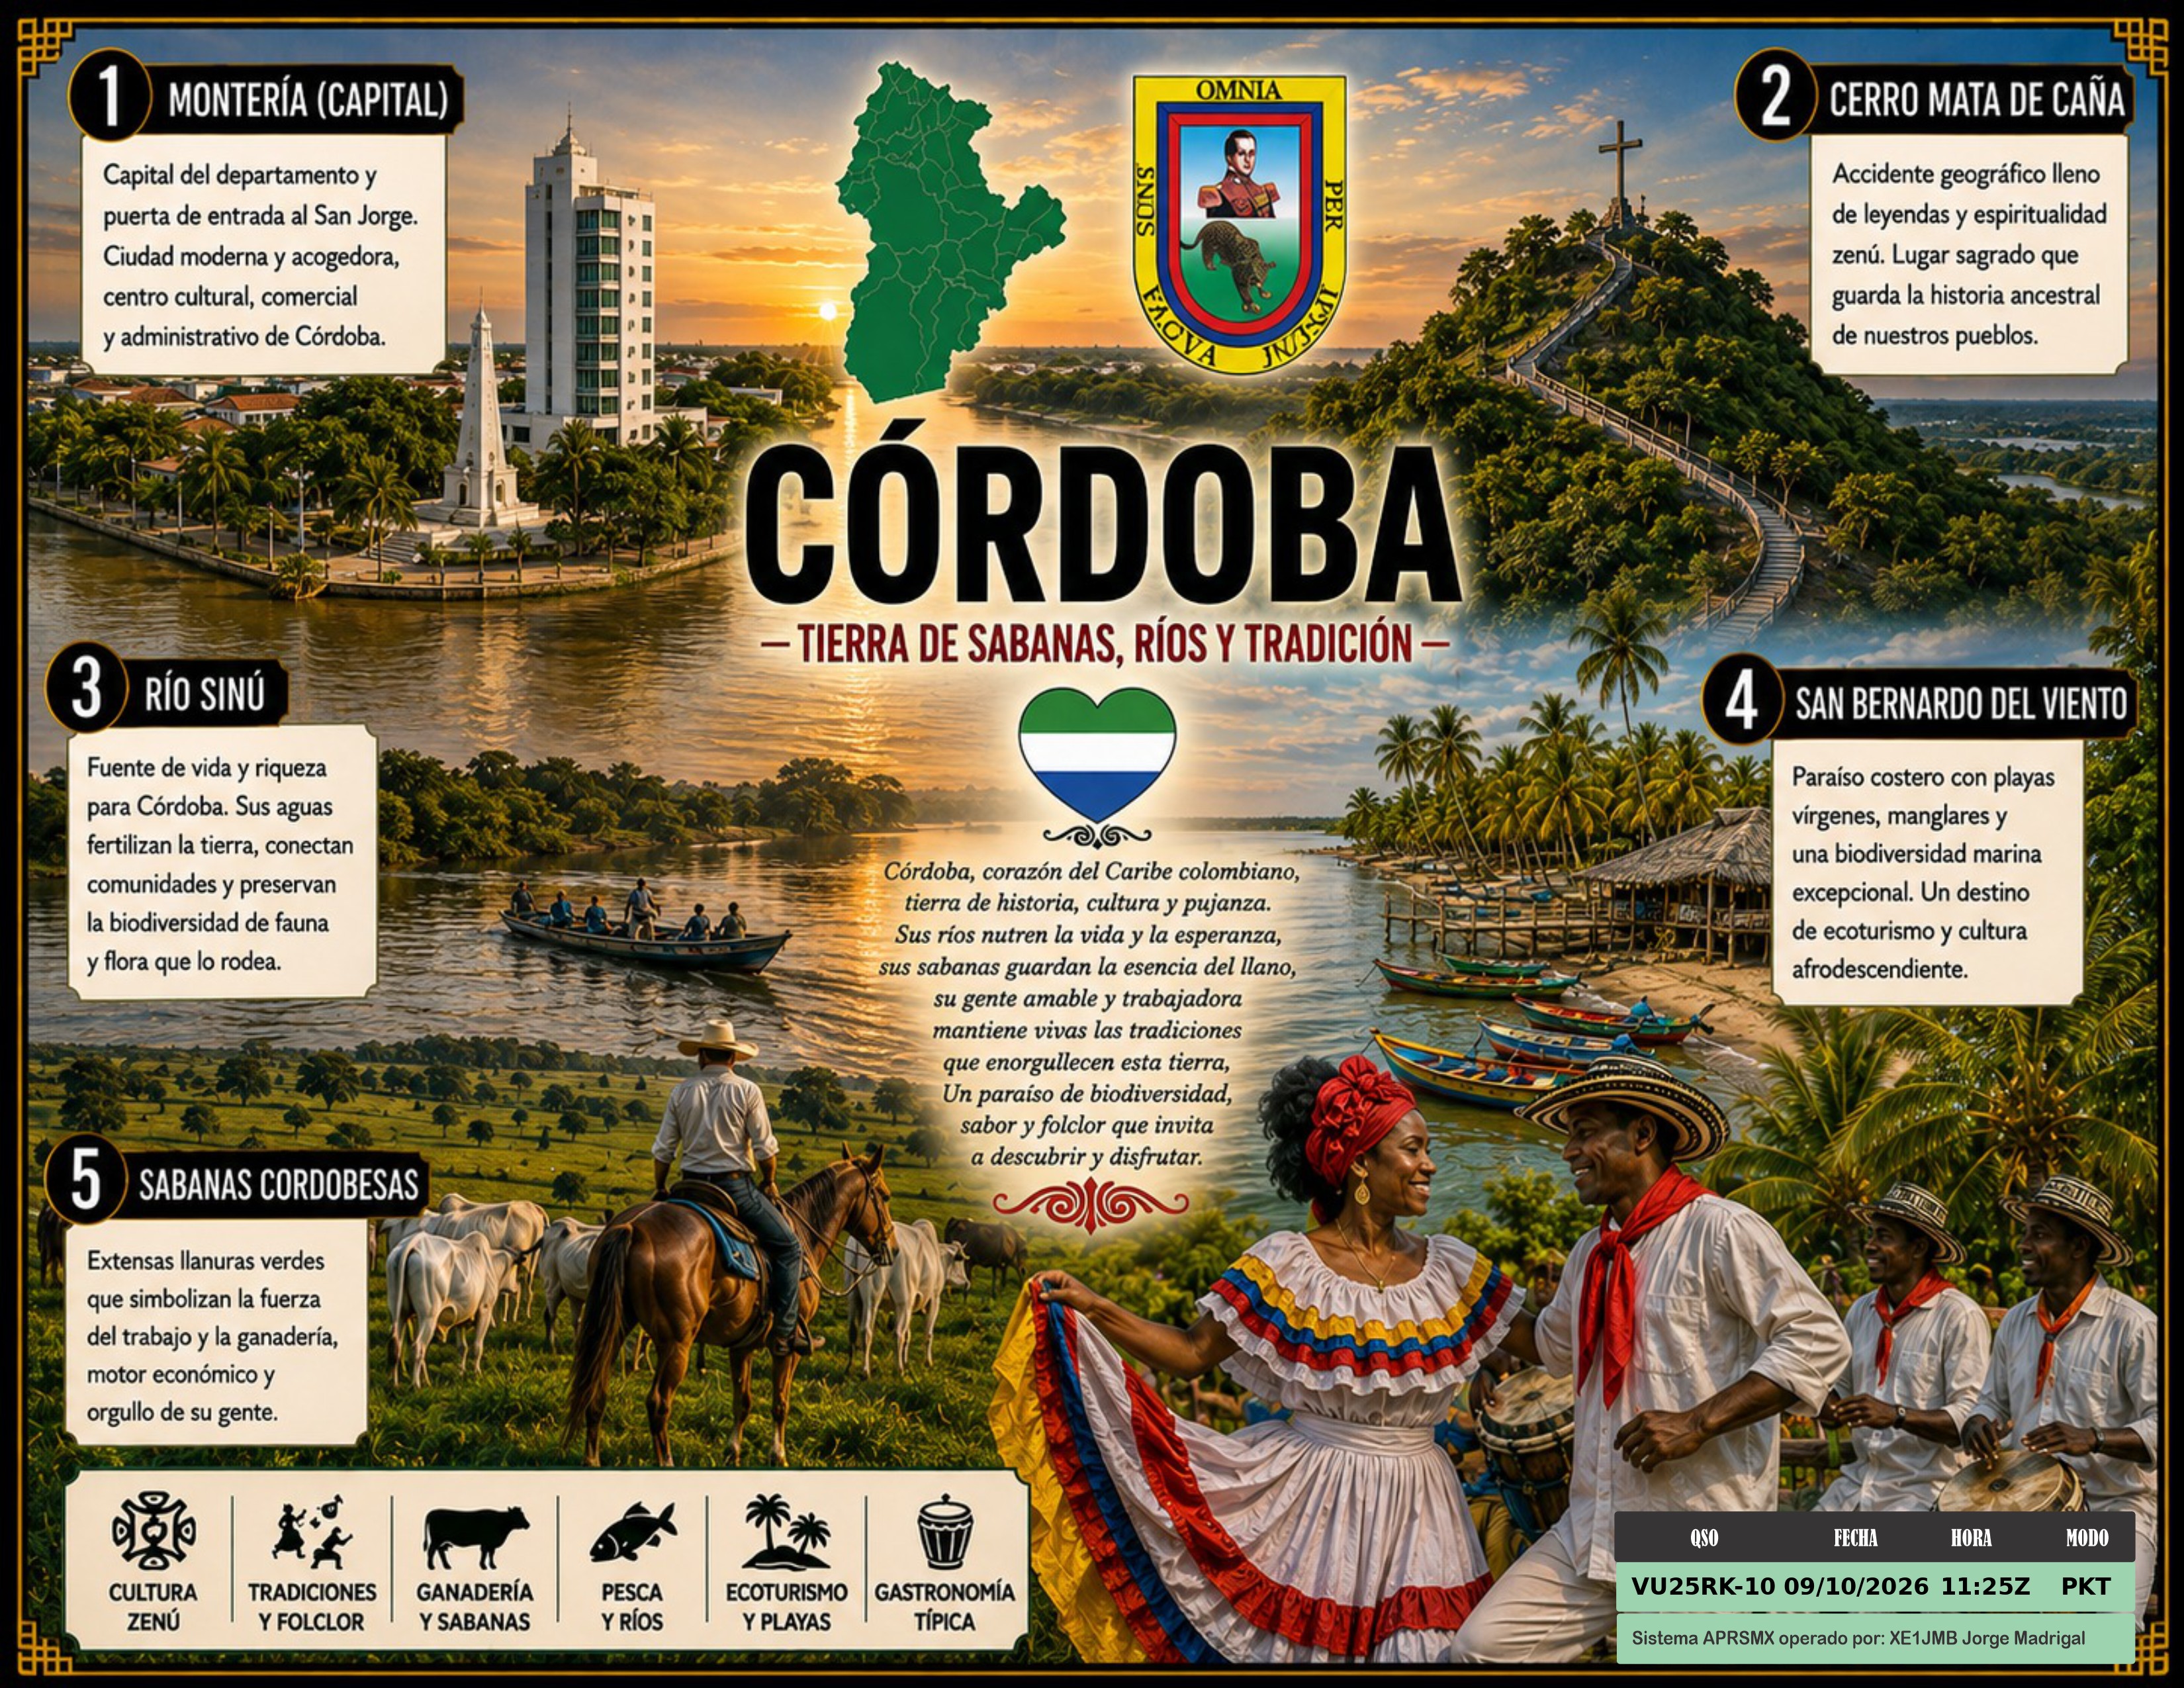 1 MONTERÍA (CAPITAL)
Capital del departamento y
puerta de entrada al San Jorge.
Ciudad moderna y acogedora,
centro cultural, comercial
y administrativo de Córdoba.
OMNIA
PER
SUNT
2 CERRO MATA DE CAÑA
Accidente geográfico lleno
de leyendas y espiritualidad
zenú. Lugar sagrado que
guarda la historia ancestral
de nuestros pueblos.
CÓRDOBA
— TIERRA DE SABANAS, RÍOS Y TRADICIÓN —
3 RÍO SINÚ
Fuente de vida y riqueza
para Córdoba. Sus aguas
fertilizan la tierra, conectan
comunidades y preservan
la biodiversidad de fauna
y flora que lo rodea.
4 SAN BERNARDO DEL VIENTO
Paraíso costero con playas
vírgenes, manglares y
una biodiversidad marina
excepcional. Un destino
de ecoturismo y cultura
afrodescendiente.
Córdoba, corazón del Caribe colombiano,
tierra de historia, cultura y pujanza.
Sus ríos nutren la vida y la esperanza,
sus sabanas guardan la esencia del llano,
su gente amable y trabajadora
mantiene vivas las tradiciones
que enorgullecen esta tierra,
Un paraíso de biodiversidad,
sabor y folclor que invita
a descubrir y disfrutar.
5 SABANAS CORDOBESAS
Extensas llanuras verdes
que simbolizan la fuerza
del trabajo y la ganadería,
motor económico y
orgullo de su gente.
CULTURA
ZENÚ
TRADICIONES
Y FOLCLOR
GANADERÍA
Y SABANAS
PESCA
Y RÍOS
ECOTURISMO
Y PLAYAS
GASTRONOMÍA
TÍPICA
QSO FECHA HORA MODO
VU25RK-10 09/10/2026 11:25Z PKT
Sistema APRSMX operado por: XE1JMB Jorge Madrigal